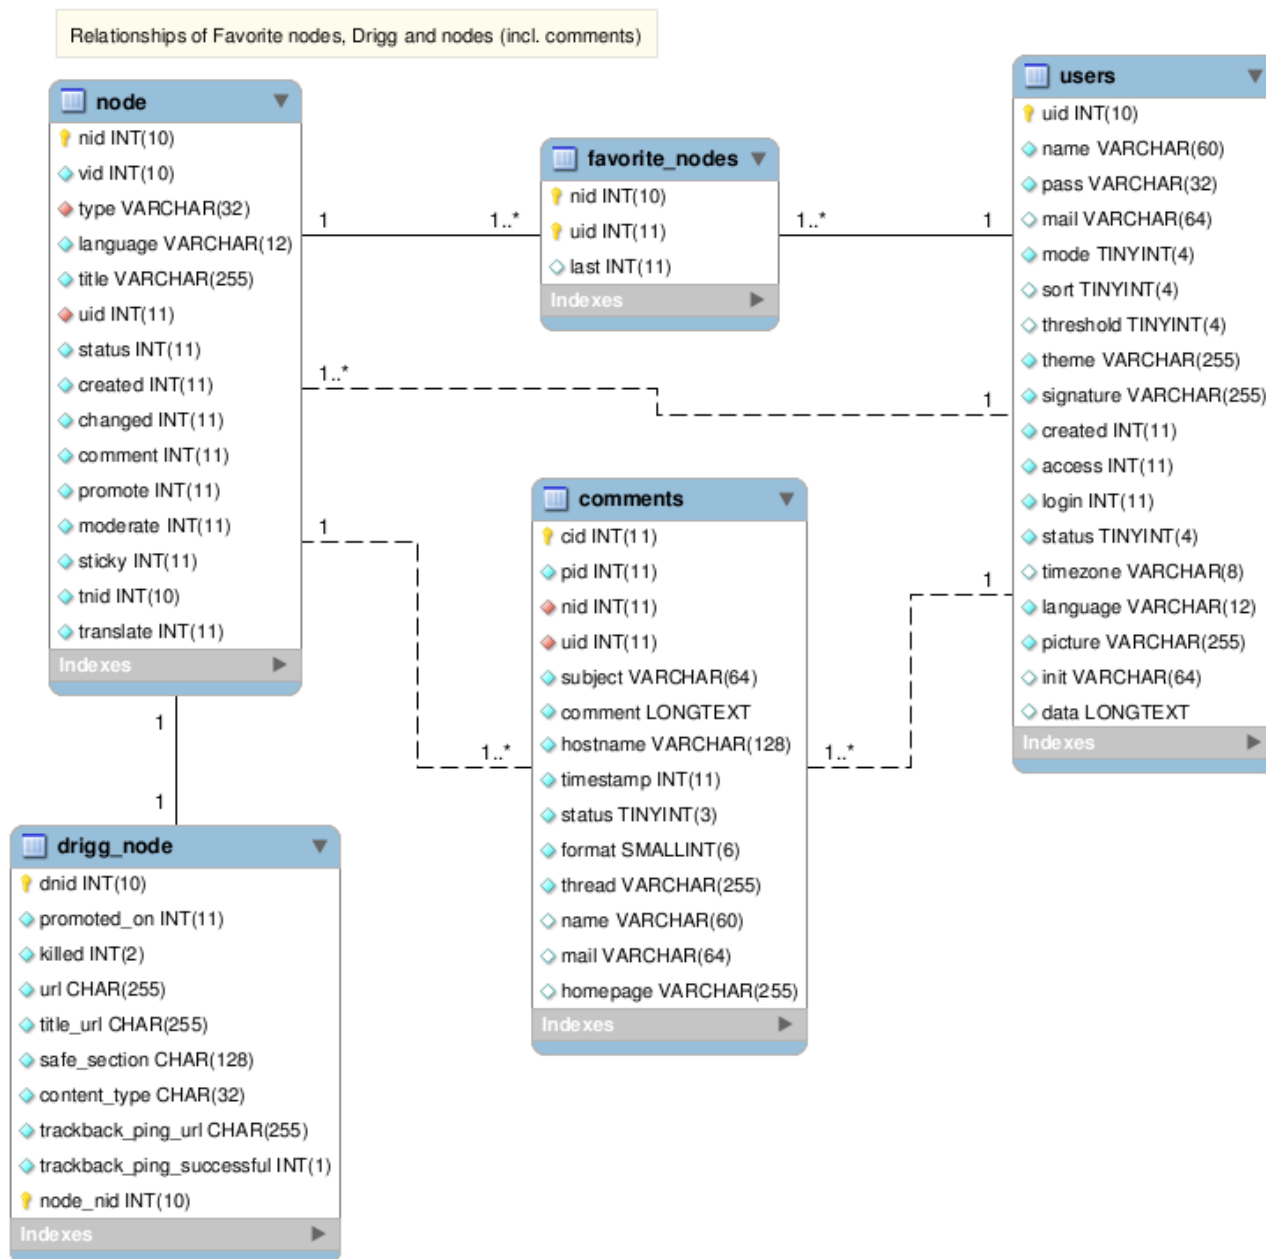 Relationships of Favorite nodes, Drigg and nodes (incl. comments)
node
nid INT(10)
vid INT(10)
type VARCHAR(32)
language VARCHAR(12)
title VARCHAR(255)
uid INT(11)
status INT(11)
created INT(11)
changed INT(11)
comment INT(11)
promote INT(11)
moderate INT(11)
sticky INT(11)
tnid INT(10)
translate INT(11)
Indexes
favorite_nodes
nid INT(10)
uid INT(11)
last INT(11)
Indexes
users
uid INT(10)
name VARCHAR(60)
pass VARCHAR(32)
mail VARCHAR(64)
mode TINYINT(4)
sort TINYINT(4)
threshold TINYINT(4)
theme VARCHAR(255)
signature VARCHAR(255)
created INT(11)
access INT(11)
login INT(11)
status TINYINT(4)
timezone VARCHAR(8)
language VARCHAR(12)
picture VARCHAR(255)
init VARCHAR(64)
data LONGTEXT
Indexes
1
1..*
1..*
1
1..*
1
1
1..*
1..*
1
1
1
comments
cid INT(11)
pid INT(11)
nid INT(11)
uid INT(11)
subject VARCHAR(64)
comment LONGTEXT
hostname VARCHAR(128)
timestamp INT(11)
status TINYINT(3)
format SMALLINT(6)
thread VARCHAR(255)
name VARCHAR(60)
mail VARCHAR(64)
homepage VARCHAR(255)
Indexes
drigg_node
dnid INT(10)
promoted_on INT(11)
killed INT(2)
url CHAR(255)
title_url CHAR(255)
safe_section CHAR(128)
content_type CHAR(32)
trackback_ping_url CHAR(255)
trackback_ping_successful INT(1)
node_nid INT(10)
Indexes